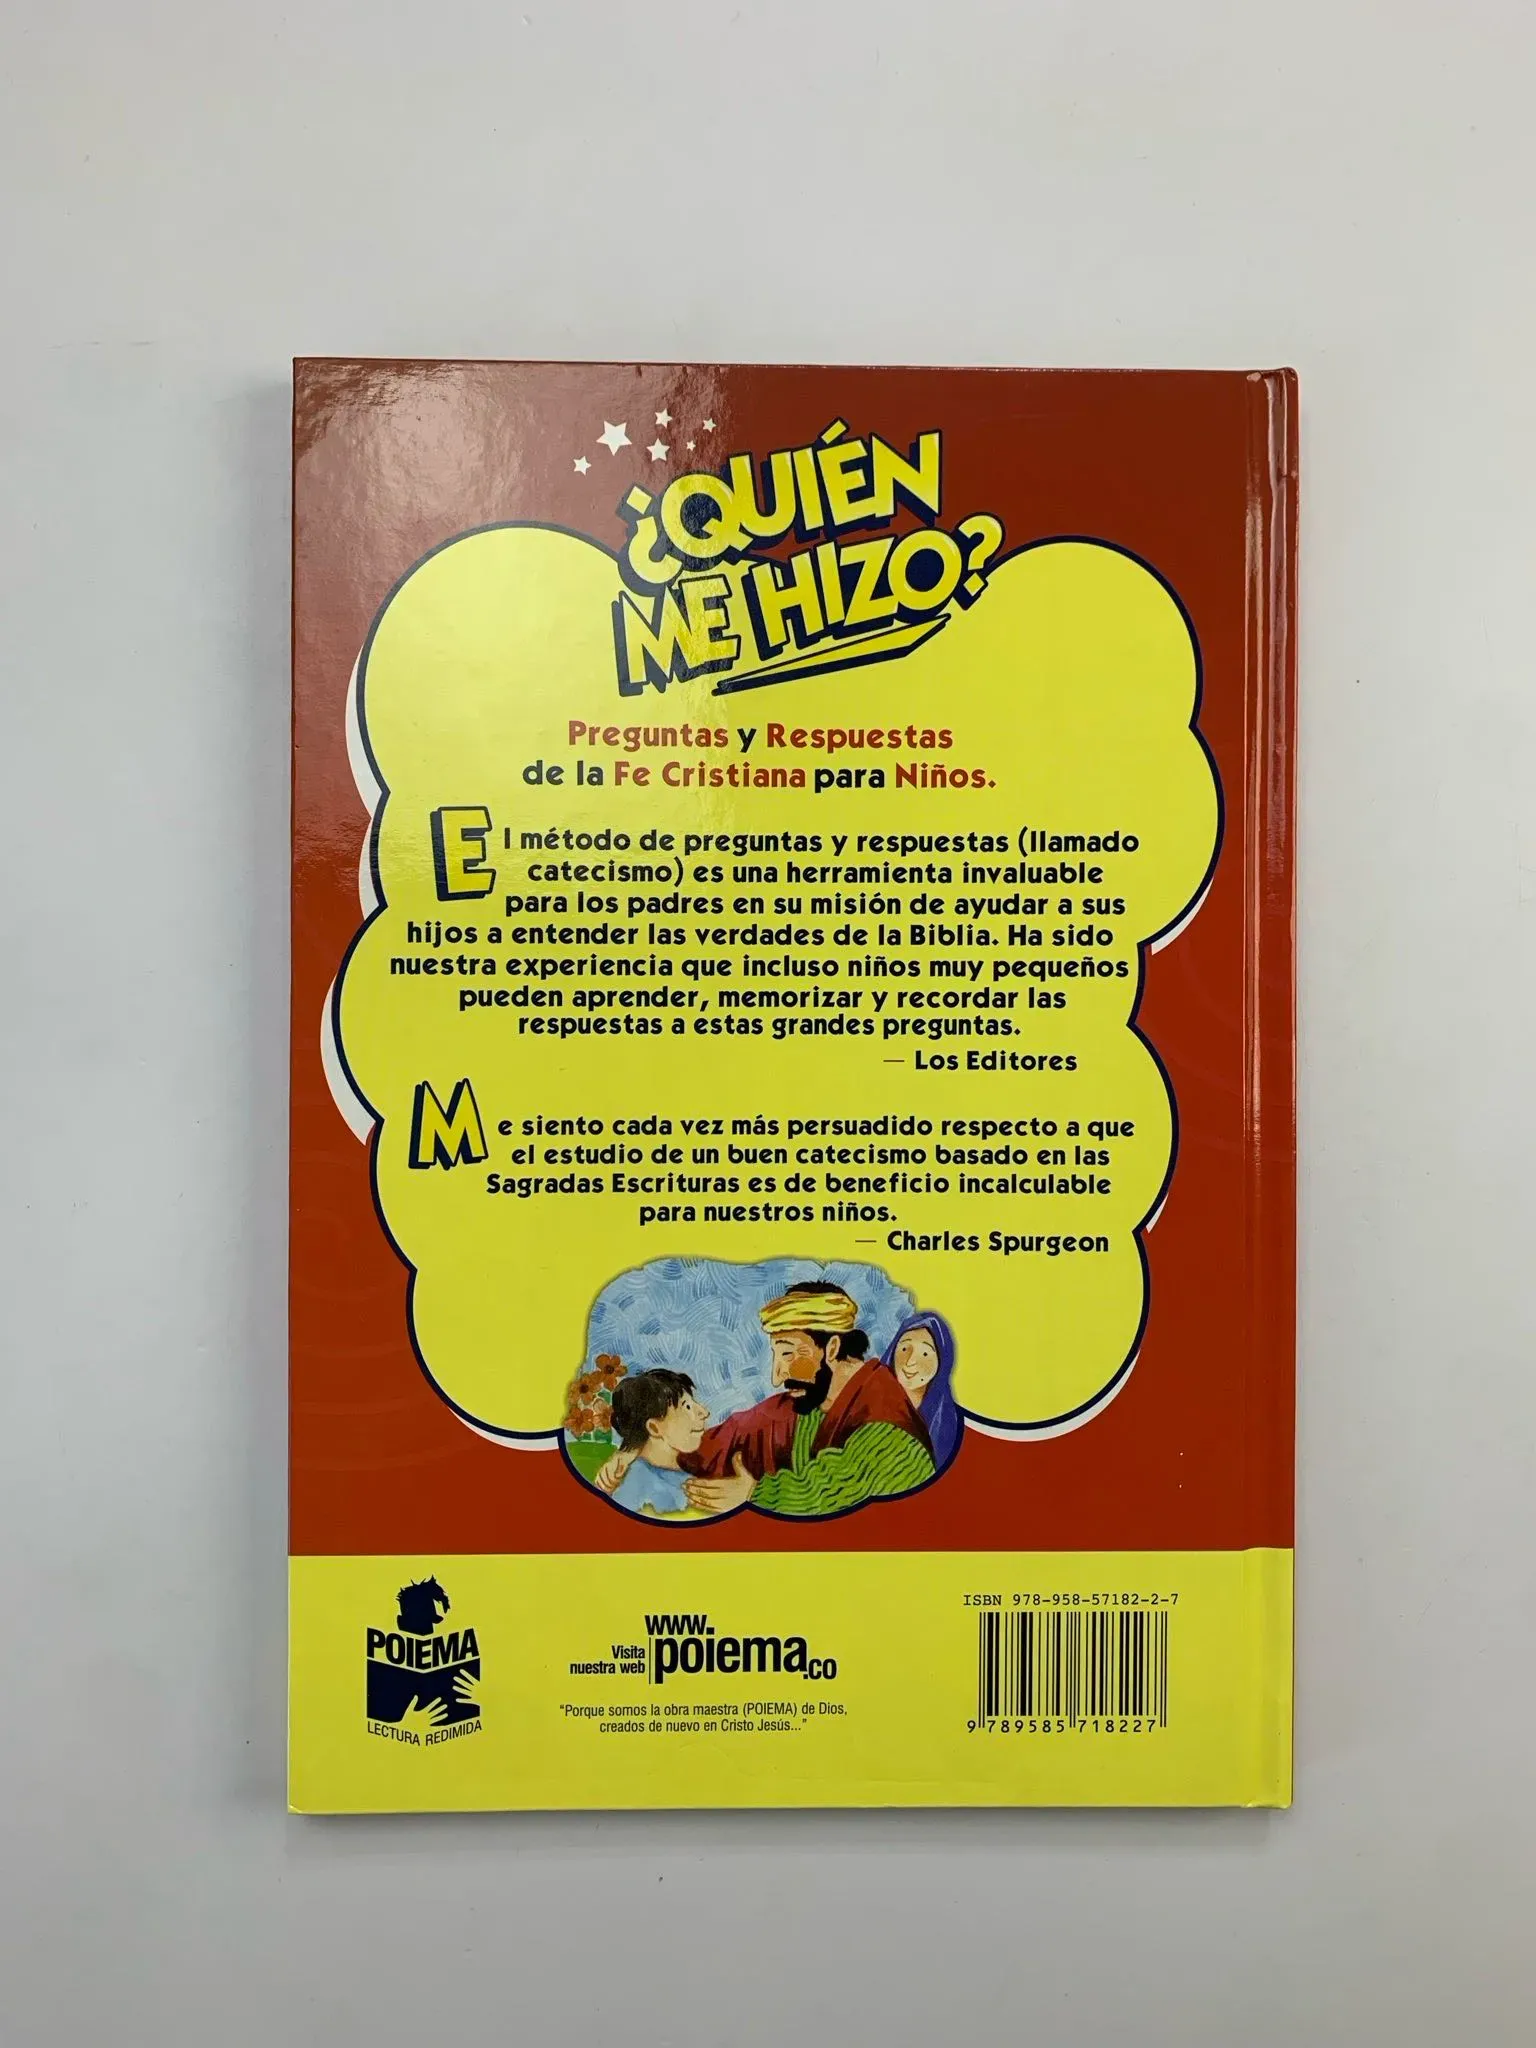 ¿QUIÉN
ME HIZO?
Preguntas y Respuestas
de la Fe Cristiana para Niños.
El método de preguntas y respuestas (llamado
catecismo) es una herramienta invaluable
para los padres en su misión de ayudar a sus
hijos a entender las verdades de la Biblia. Ha sido
nuestra experiencia que incluso niños muy pequeños
pueden aprender, memorizar y recordar las
respuestas a estas grandes preguntas.
— Los Editores
Me siento cada vez más persuadido respecto a que
el estudio de un buen catecismo basado en las
Sagradas Escrituras es de beneficio incalculable
para nuestros niños.
— Charles Spurgeon
POIEMA
LECTURA REDIMIDA
Visita
nuestra web
www.
poiema.co
“Porque somos la obra maestra (POIEMA) de Dios,
creados de nuevo en Cristo Jesús...”
ISBN 978-958-57182-2-7
9 789585 718227